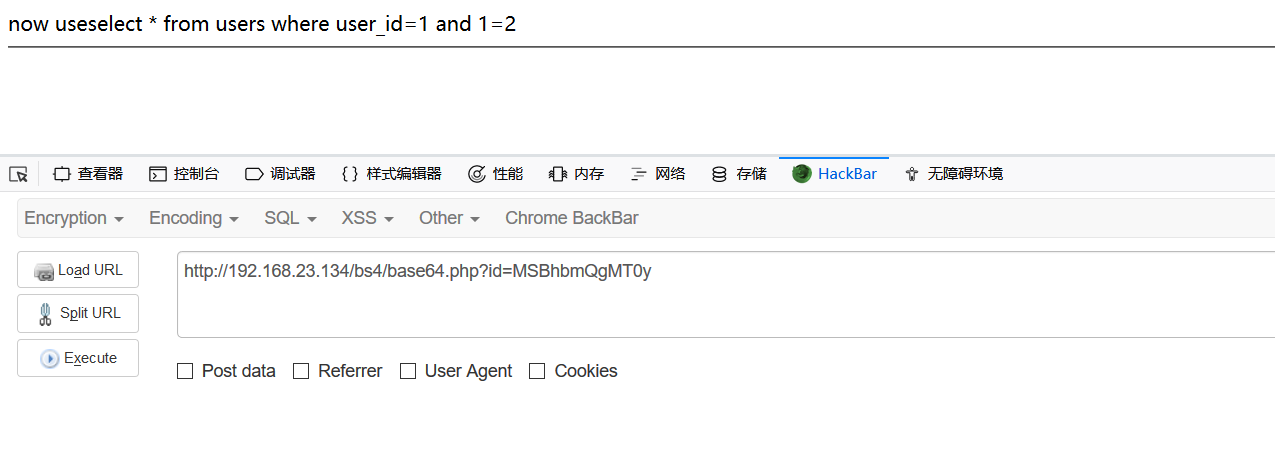 now useselect * from users where user_id=1 and 1=2
查看器 控制台 调试器 {} 样式编辑器 性能 内存 网络 存储 HackBar 无障碍环境
Encryption Encoding SQL XSS Other Chrome BackBar
Load URL http://192.168.23.134/bs4/base64.php?id=MSBhbmQgMT0y
Split URL
Execute
Post data Referrer User Agent Cookies